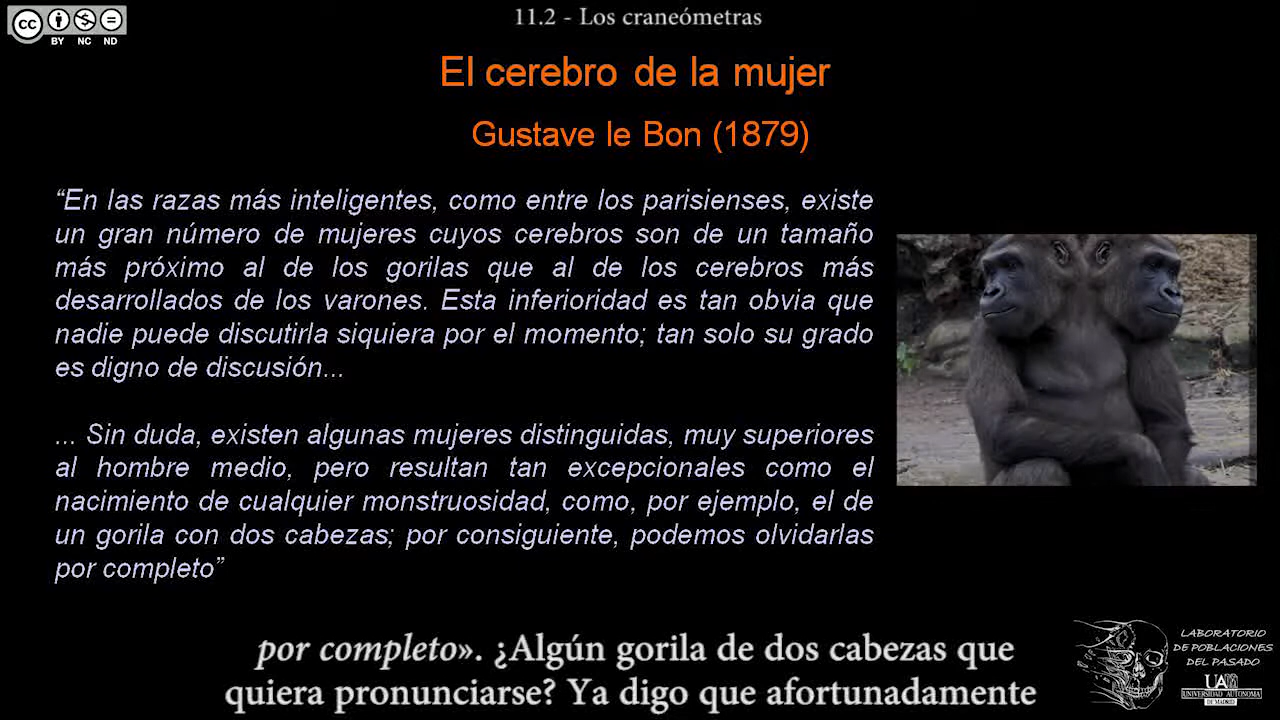 cc
BY NC ND
11.2 - Los craneómetras
El cerebro de la mujer
Gustave le Bon (1879)
“En las razas más inteligentes, como entre los parisienses, existe
un gran número de mujeres cuyos cerebros son de un tamaño
más próximo al de los gorilas que al de los cerebros más
desarrollados de los varones. Esta inferioridad es tan obvia que
nadie puede discutirla siquiera por el momento; tan solo su grado
es digno de discusión...
... Sin duda, existen algunas mujeres distinguidas, muy superiores
al hombre medio, pero resultan tan excepcionales como el
nacimiento de cualquier monstruosidad, como, por ejemplo, el de
un gorila con dos cabezas; por consiguiente, podemos olvidarlas
por completo”
por completo». ¿Algún gorila de dos cabezas que
quiera pronunciarse? Ya digo que afortunadamente
LABORATORIO
DE POBLACIONES
DEL PASADO
UAM
UNIVERSIDAD AUTONOMA
DE MADRID